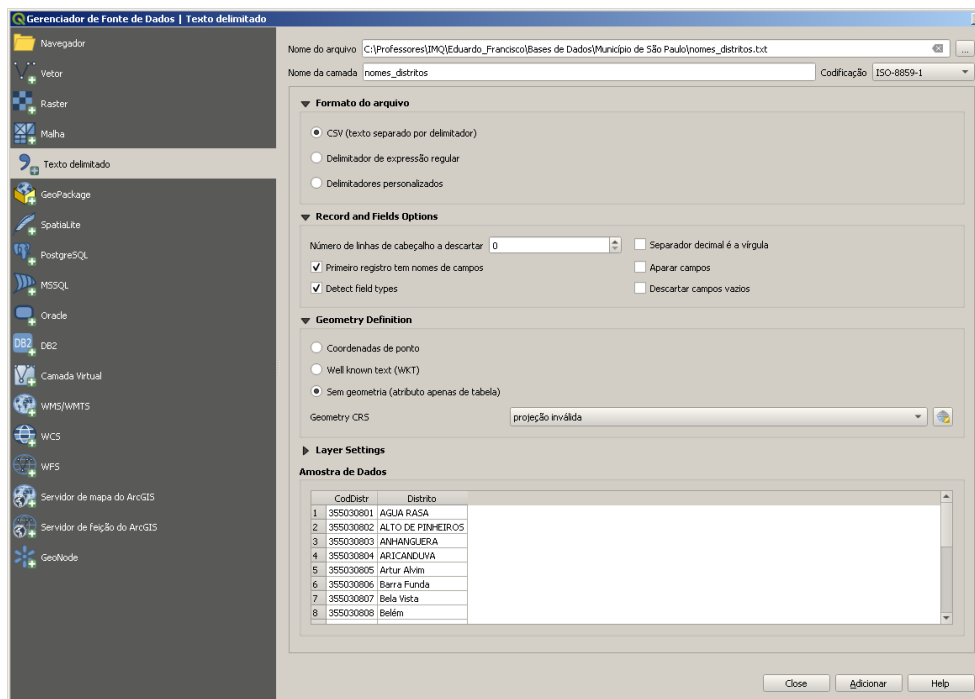 Gerenciador de Fonte de Dados | Texto delimitado
Navegador
Vetor
Raster
Malha
Texto delimitado
GeoPackage
SpatiaLite
PostgreSQL
MSSQL
Oracle
DB2 DB2
Camada Virtual
WMS/WMTS
WCS
WFS
Servidor de mapa do ArcGIS
Servidor de feição do ArcGIS
GeoNode
Nome do arquivo C:\Professores\IMQ\Eduardo_Francisco\Bases de Dados\Município de São Paulo\nomes_distritos.txt ...
Nome da camada nomes_distritos Codificação ISO-8859-1
Formato do arquivo
CSV (texto separado por delimitador)
Delimitador de expressão regular
Delimitadores personalizados
Record and Fields Options
Número de linhas de cabeçalho a descartar 0 Separador decimal é a vírgula
Primeiro registro tem nomes de campos Aparar campos
Detect field types Descartar campos vazios
Geometry Definition
Coordenadas de ponto
Well known text (WKT)
Sem geometria (atributo apenas de tabela)
Geometry CRS projeção inválida
Layer Settings
Amostra de Dados
CodDistr Distrito
1 355030801 AGUA RASA
2 355030802 ALTO DE PINHEIROS
3 355030803 ANHANGUERA
4 355030804 ARICANDUVA
5 355030805 Artur Alvim
6 355030806 Barra Funda
7 355030807 Bela Vista
8 355030808 Belém
Close Adicionar Help